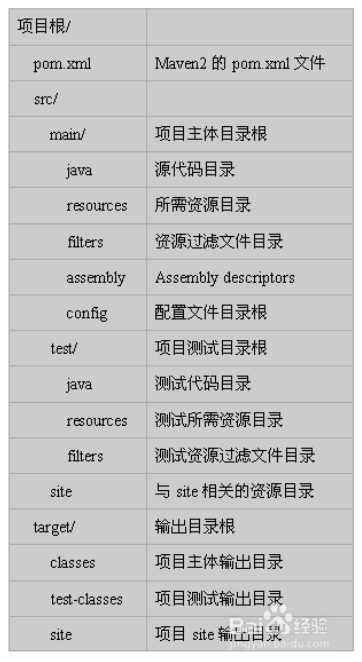 项目根/
pom.xml Maven2 的 pom.xml 文件
src/
main/ 项目主体目录根
java 源代码目录
resources 所需资源目录
filters 资源过滤文件目录
assembly Assembly descriptors
config 配置文件目录根
test/ 项目测试目录根
java 测试代码目录
resources 测试所需资源目录
filters 测试资源过滤文件目录
site 与 site 相关的资源目录
target/ 输出目录根
classes 项目主体输出目录
test-classes 项目测试输出目录
site 项目 site 输出目录
Baidu 经验
jingyan.baidu.com